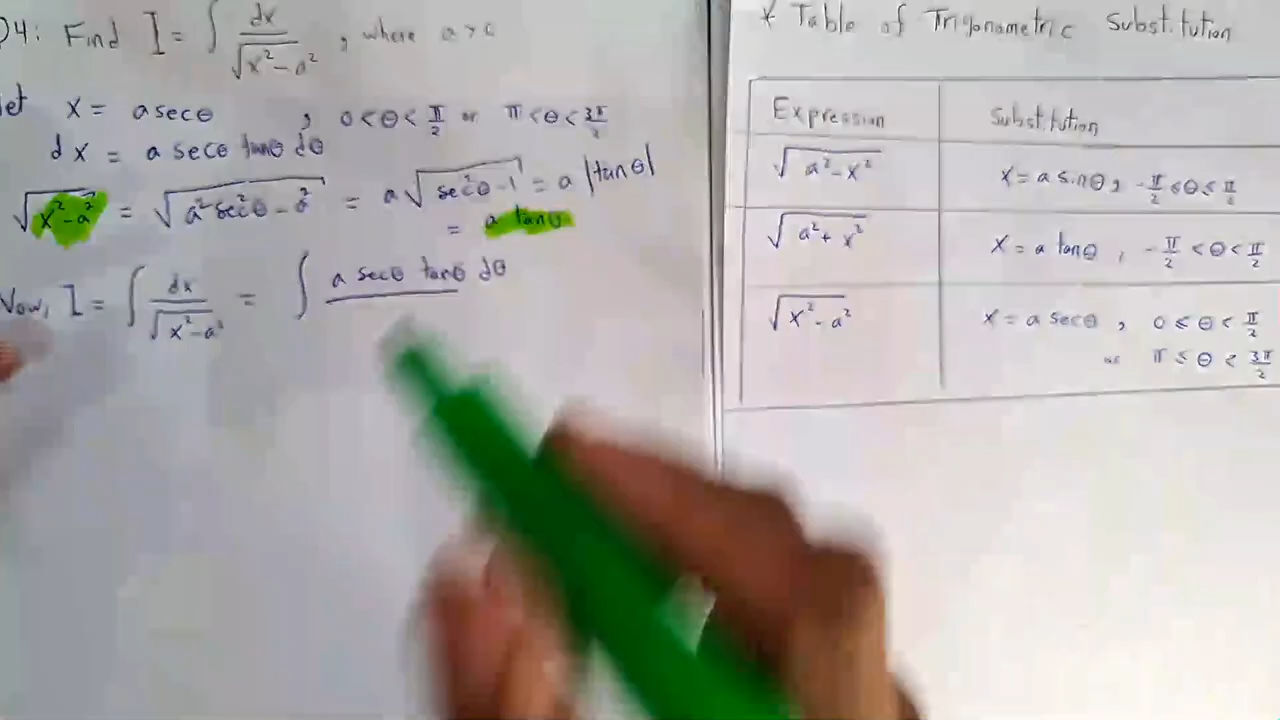 Q4: Find I = ∫ dx / √(x² - a²) , where a > 0
Let x = a secθ , 0 < θ < π/2 or π < θ < 3π/2
dx = a secθ tanθ dθ
√(x² - a²) = √(a² sec²θ - a²) = a √(sec²θ - 1) = a |tanθ|
= a tanθ
Now, I = ∫ dx / √(x² - a²) = ∫ a secθ tanθ dθ
* Table of Trigonometric Substitution
Expression Substitution
√(a² - x²) x = a sinθ , -π/2 ≤ θ ≤ π/2
√(a² + x²) x = a tanθ , -π/2 < θ < π/2
√(x² - a²) x = a secθ , 0 ≤ θ < π/2
or π ≤ θ < 3π/2